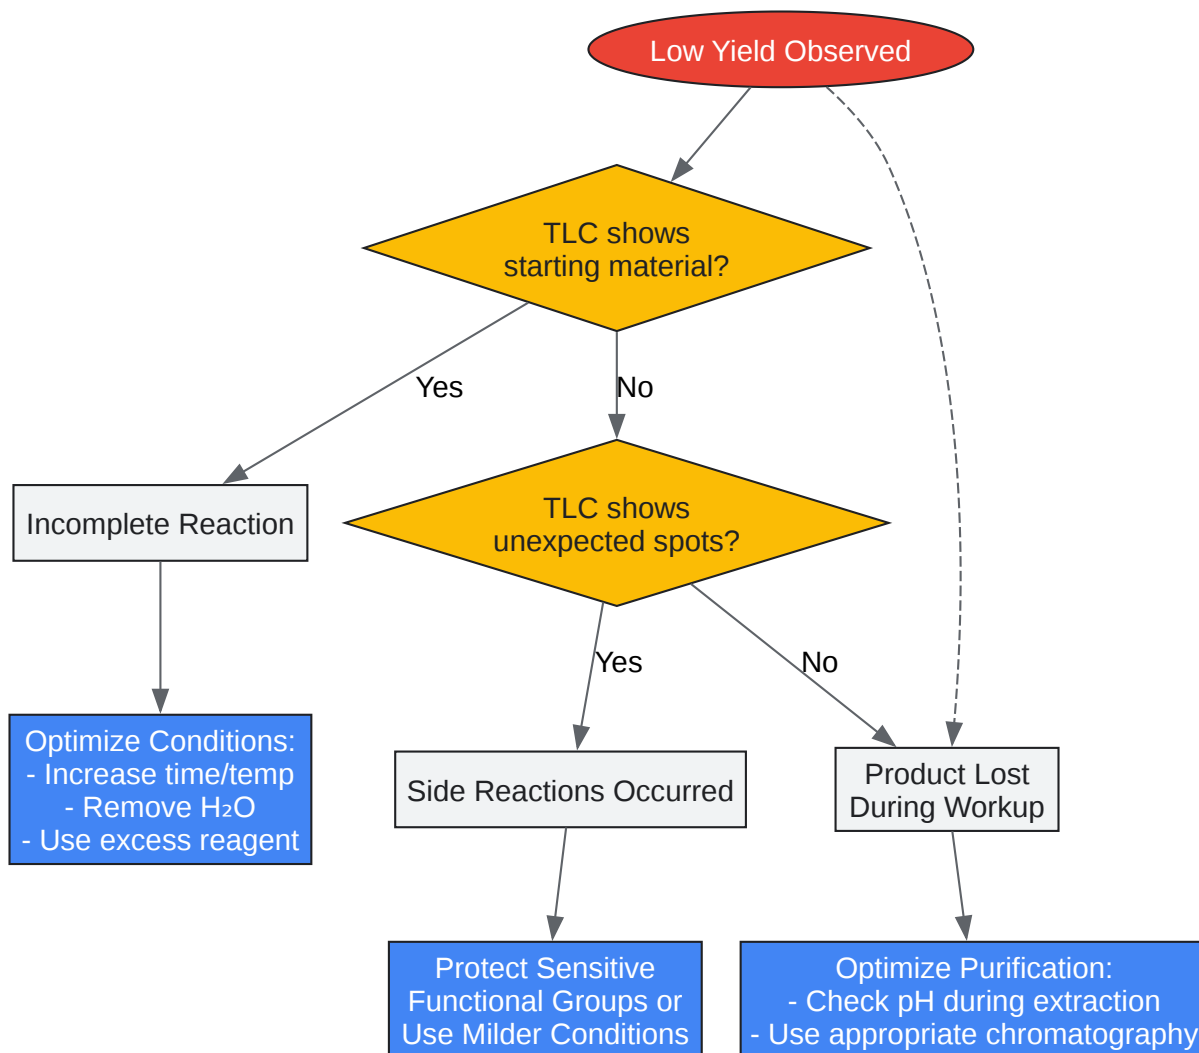 Low Yield Observed
TLC shows
starting material?
Yes
No
Incomplete Reaction
TLC shows
unexpected spots?
Yes
No
Optimize Conditions:
- Increase time/temp
- Remove H₂O
- Use excess reagent
Side Reactions Occurred
Product Lost
During Workup
Protect Sensitive
Functional Groups or
Use Milder Conditions
Optimize Purification:
- Check pH during extraction
- Use appropriate chromatography